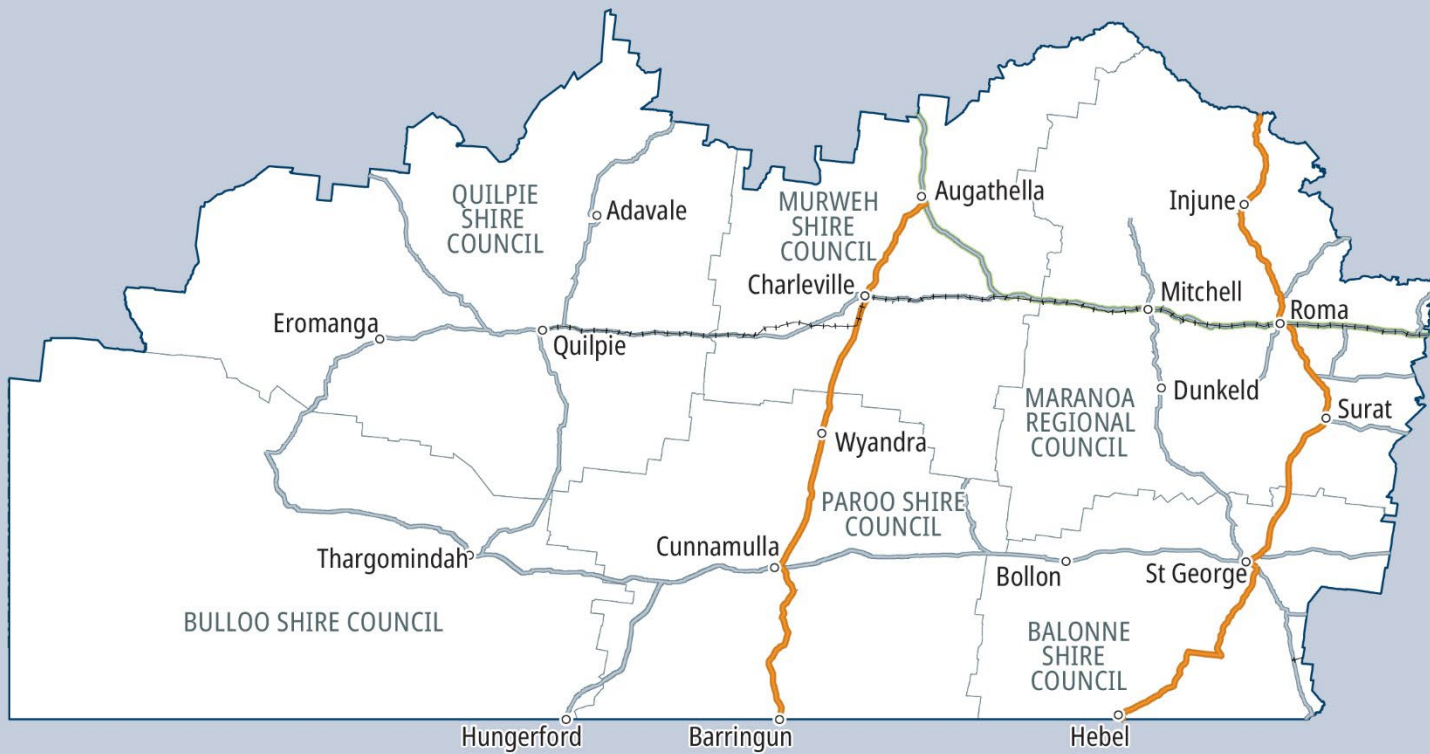 QUILPIE
SHIRE
COUNCIL
Adavale
MURWEH
SHIRE
COUNCIL
Augathella
Injune
Charleville
Mitchell
Roma
Eromanga
Quilpie
Dunkeld
MARANOA
REGIONAL
COUNCIL
Surat
Wyandra
PAROO SHIRE
COUNCIL
Cunnamulla
Thargomindah
Bollon
St George
BULLOO SHIRE COUNCIL
BALONNE
SHIRE
COUNCIL
Hungerford
Barringun
Hebel